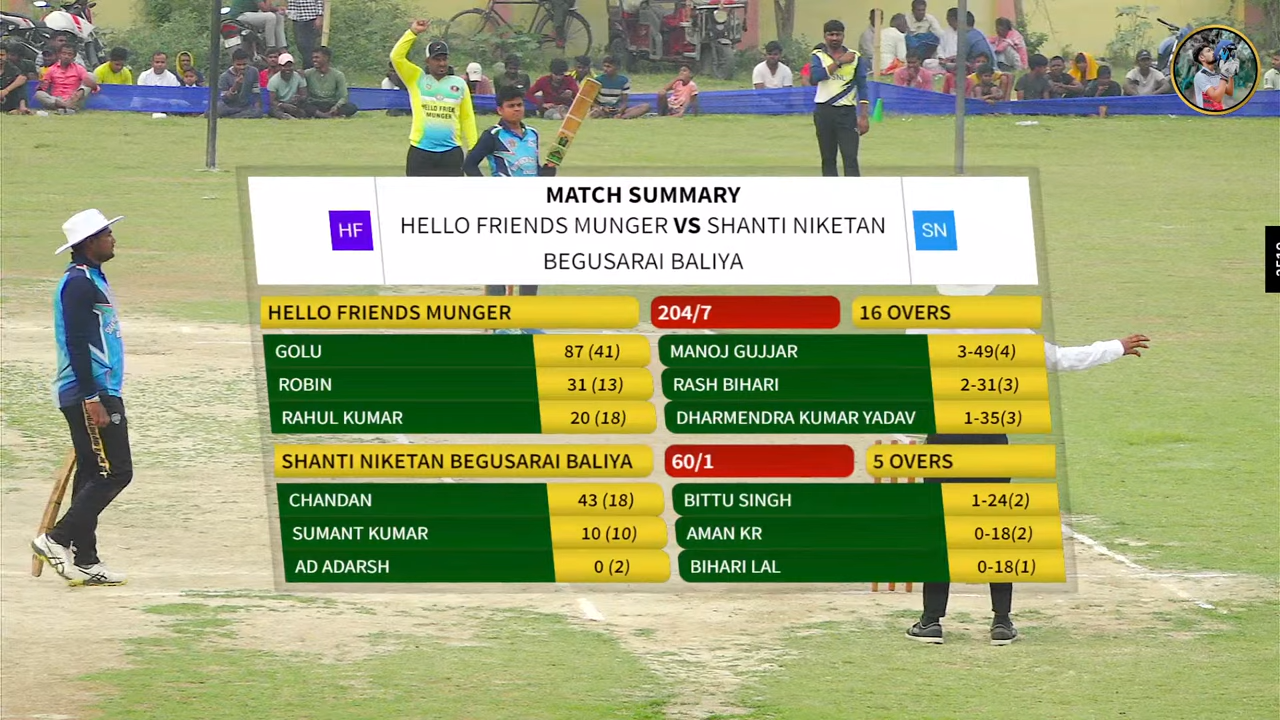 HELLO FRIEN
MUNGER
MATCH SUMMARY
HF
HELLO FRIENDS MUNGER VS SHANTI NIKETAN
BEGUSARAI BALIYA
SN
HELLO FRIENDS MUNGER 204/7 16 OVERS
GOLU 87 (41) MANOJ GUJJAR 3-49(4)
ROBIN 31 (13) RASH BIHARI 2-31(3)
RAHUL KUMAR 20 (18) DHARMENDRA KUMAR YADAV 1-35(3)
SHANTI NIKETAN BEGUSARAI BALIYA 60/1 5 OVERS
CHANDAN 43 (18) BITTU SINGH 1-24(2)
SUMANT KUMAR 10 (10) AMAN KR 0-18(2)
AD ADARSH 0 (2) BIHARI LAL 0-18(1)